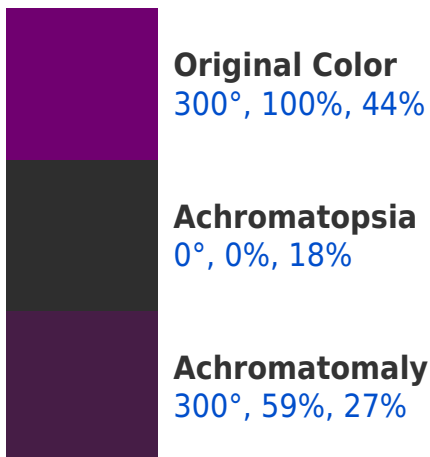 Original Color
300°, 100%, 44%
Achromatopsia
0°, 0%, 18%
Achromatomaly
300°, 59%, 27%